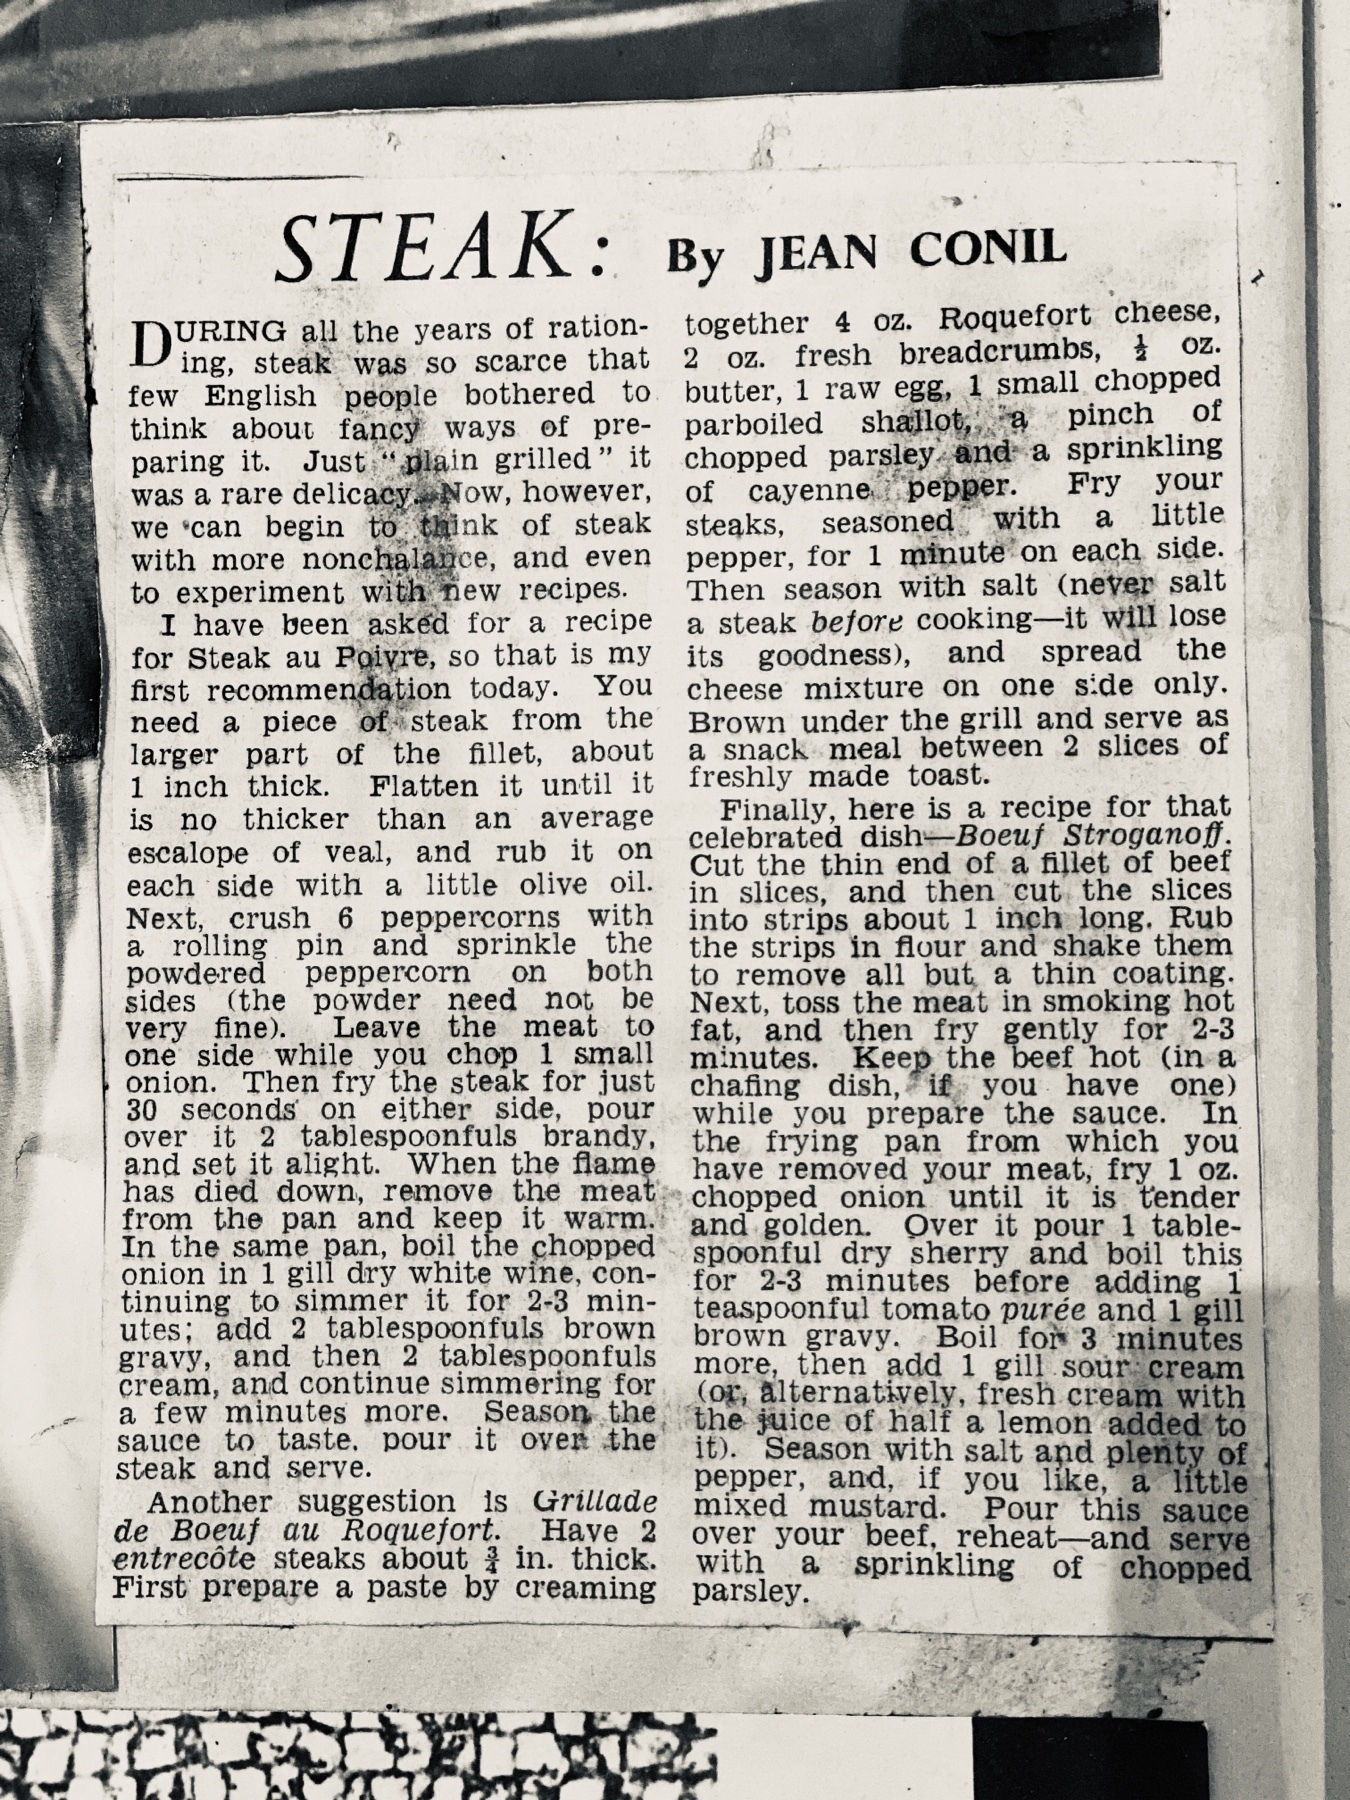 STEAK: By JEAN CONIL
DURING all the years of ration-
ing, steak was so scarce that
few English people bothered to
think about fancy ways of pre-
paring it. Just "plain grilled" it
was a rare delicacy. Now, however,
we can begin to think of steak
with more nonchalance, and even
to experiment with new recipes.
I have been asked for a recipe
for Steak au Poivre, so that is my
first recommendation today. You
need a piece of steak from the
larger part of the fillet, about
1 inch thick. Flatten it until it
is no thicker than an average
escalope of veal, and rub it on
each side with a little olive oil.
Next, crush 6 peppercorns with
a rolling pin and sprinkle the
powdered peppercorn on both
sides (the powder need not be
very fine). Leave the meat to
one side while you chop 1 small
onion. Then fry the steak for just
30 seconds on either side, pour
over it 2 tablespoonfuls brandy,
and set it alight. When the flame
has died down, remove the meat
from the pan and keep it warm.
In the same pan, boil the chopped
onion in 1 gill dry white wine, con-
tinuing to simmer it for 2-3 min-
utes; add 2 tablespoonfuls brown
gravy, and then 2 tablespoonfuls
cream, and continue simmering for
a few minutes more. Season the
sauce to taste, pour it over the
steak and serve.
Another suggestion is Grillade
de Boeuf au Roquefort. Have 2
entrecôte steaks about ¾ in. thick.
First prepare a paste by creaming
together 4 oz. Roquefort cheese,
2 oz. fresh breadcrumbs, ½ oz.
butter, 1 raw egg, 1 small chopped
parboiled shallot, a pinch of
chopped parsley and a sprinkling
of cayenne pepper. Fry your
steaks, seasoned with a little
pepper, for 1 minute on each side.
Then season with salt (never salt
a steak before cooking—it will lose
its goodness), and spread the
cheese mixture on one side only.
Brown under the grill and serve as
a snack meal between 2 slices of
freshly made toast.
Finally, here is a recipe for that
celebrated dish—Boeuf Stroganoff.
Cut the thin end of a fillet of beef
in slices, and then cut the slices
into strips about 1 inch long. Rub
the strips in flour and shake them
to remove all but a thin coating.
Next, toss the meat in smoking hot
fat, and then fry gently for 2-3
minutes. Keep the beef hot (in a
chafing dish, if you have one)
while you prepare the sauce. In
the frying pan from which you
have removed your meat, fry 1 oz.
chopped onion until it is tender
and golden. Over it pour 1 table-
spoonful dry sherry and boil this
for 2-3 minutes before adding 1
teaspoonful tomato purée and 1 gill
brown gravy. Boil for 3 minutes
more, then add 1 gill sour cream
(or, alternatively, fresh cream with
the juice of half a lemon added to
it). Season with salt and plenty of
pepper, and, if you like, a little
mixed mustard. Pour this sauce
over your beef, reheat—and serve
with a sprinkling of chopped
parsley.